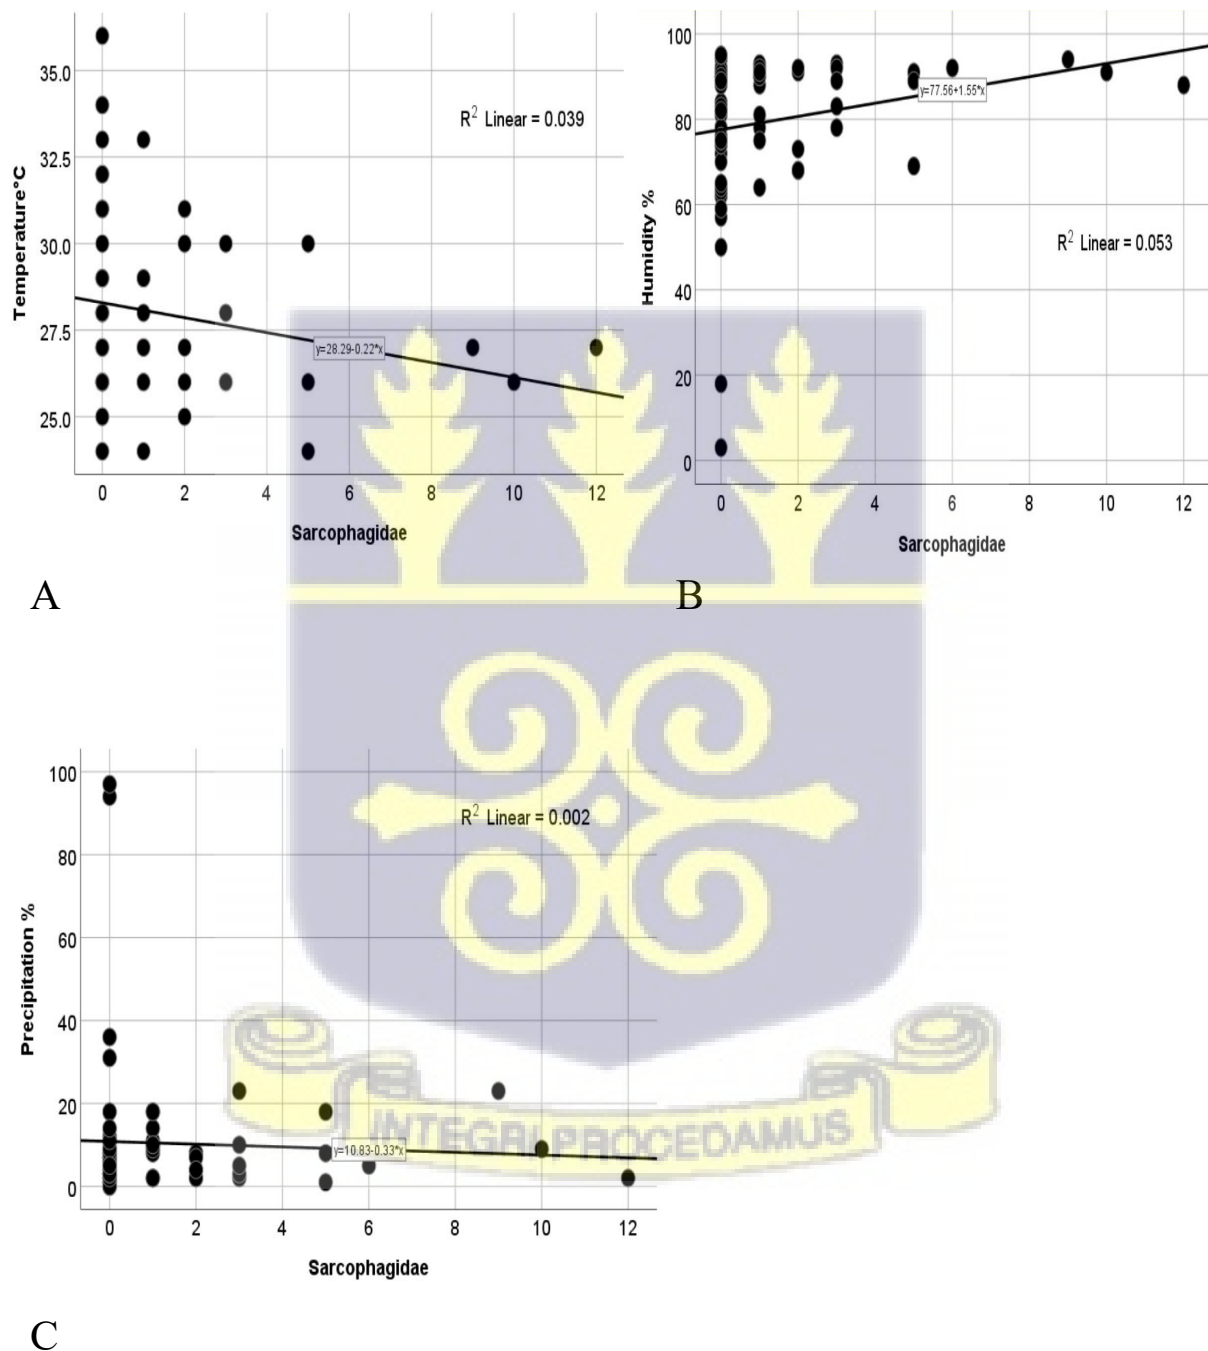 Temperature°C
35.0
32.5
30.0
27.5
25.0
R² Linear = 0.039
y=28.29-0.22*x
0 2 4 6 8 10 12
Sarcophagidae
A
Humidity %
100
80
60
40
20
0
y=77.56+1.55*x
R² Linear = 0.053
0 2 4 6 8 10 12
Sarcophagidae
B
Precipitation %
100
80
60
40
20
0
R² Linear = 0.002
y=10.83-0.33*x
0 2 4 6 8 10 12
Sarcophagidae
INTEGRI PROCEDAMUS
C